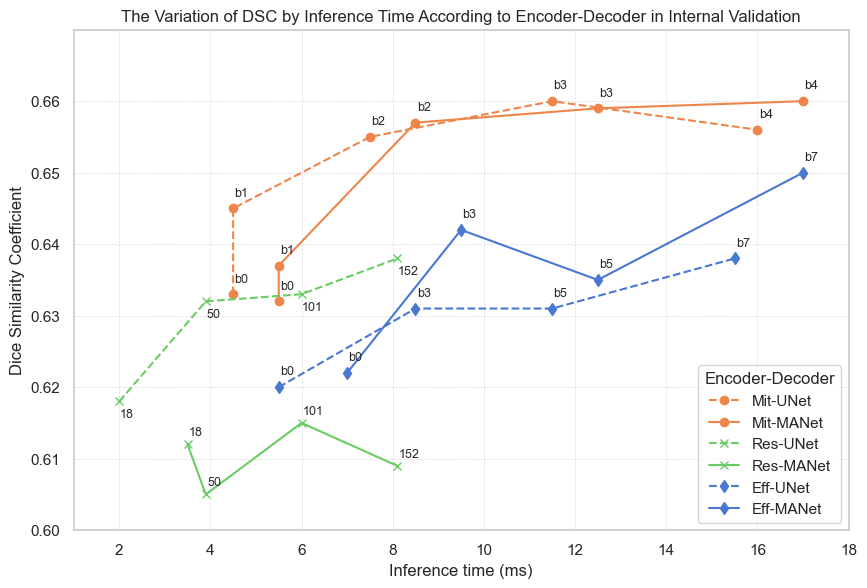 The Variation of DSC by Inference Time According to Encoder-Decoder in Internal Validation
Dice Similarity Coefficient
0.66
0.65
0.64
0.63
0.62
0.61
0.60
b3
b3
b4
b2
b2
b4
b1
b0
b1
b0
b7
b3
b7
b5
b3
b5
b0
b0
152
50
101
18
18
101
152
50
Encoder-Decoder
Mit-UNet
Mit-MANet
Res-UNet
Res-MANet
Eff-UNet
Eff-MANet
2 4 6 8 10 12 14 16 18
Inference time (ms)